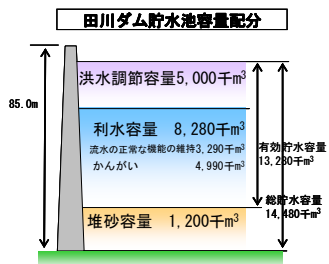 田川ダム貯水池容量配分
洪水調節容量5,000千m³
85.0m
利水容量 8,280千m³
流水の正常な機能の維持3,290千m³
かんがい 4,990千m³
有効貯水容量
13,280千m³
総貯水容量
14,480千m³
堆砂容量 1,200千m³